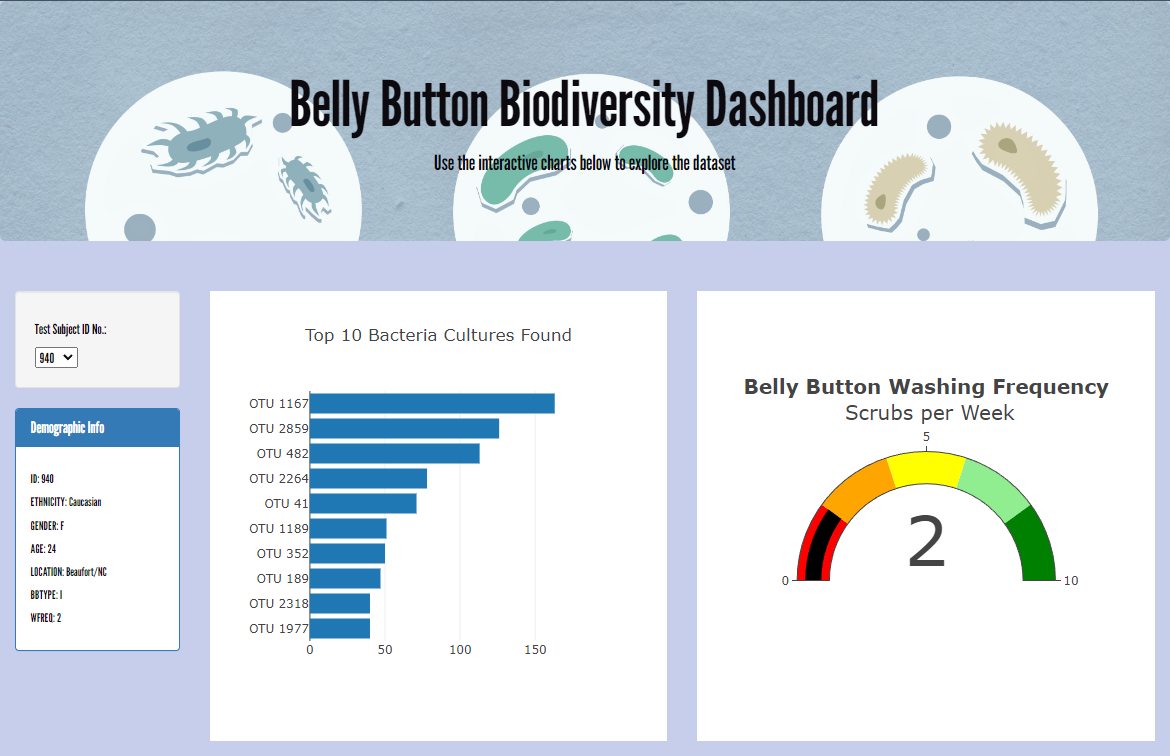 Belly Button Biodiversity Dashboard
Use the interactive charts below to explore the dataset
Test Subject ID No.:
940
Demographic Info
ID: 940
ETHNICITY: Caucasian
GENDER: F
AGE: 24
LOCATION: Beaufort/NC
BBTYPE: I
WFREQ: 2
Top 10 Bacteria Cultures Found
OTU 1167
OTU 2859
OTU 482
OTU 2264
OTU 41
OTU 1189
OTU 352
OTU 189
OTU 2318
OTU 1977
0 50 100 150
Belly Button Washing Frequency
Scrubs per Week
5
2
0 10